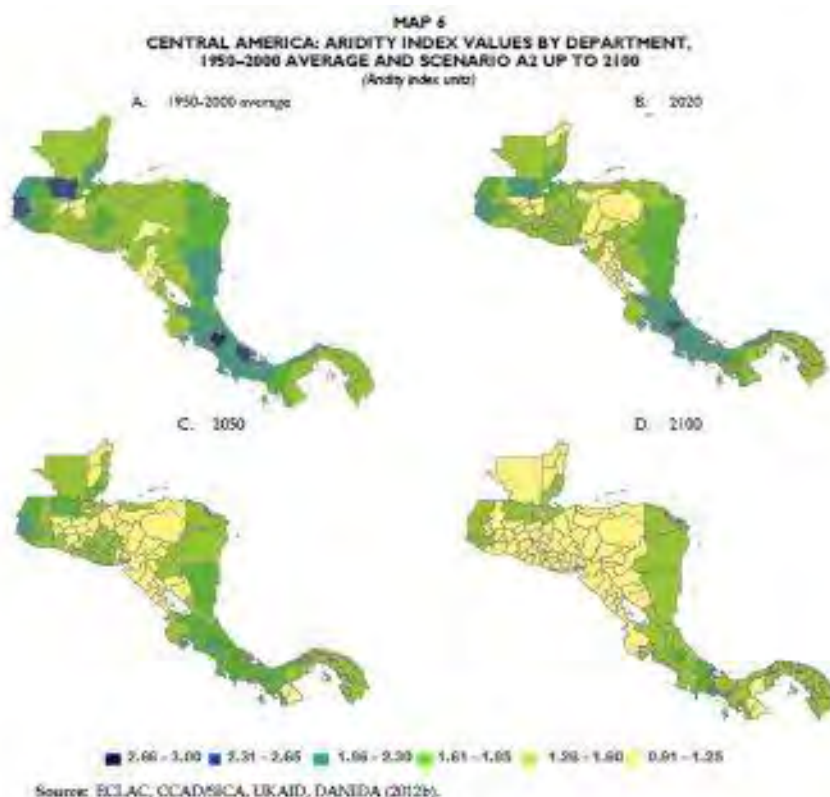 MAP 6
CENTRAL AMERICA: ARIDITY INDEX VALUES BY DEPARTMENT,
1950–2000 AVERAGE AND SCENARIO A2 UP TO 2100
(Aridity index units)
A. 1950-2000 average
B. 2020
C. 2050
D. 2100
2.66 - 3.00 2.31 - 2.65 1.96 - 2.30 1.61 - 1.95 1.26 - 1.60 0.91 - 1.25
Source: ECLAC, CCAD/SICA, UKAID, DANIDA (2012b).